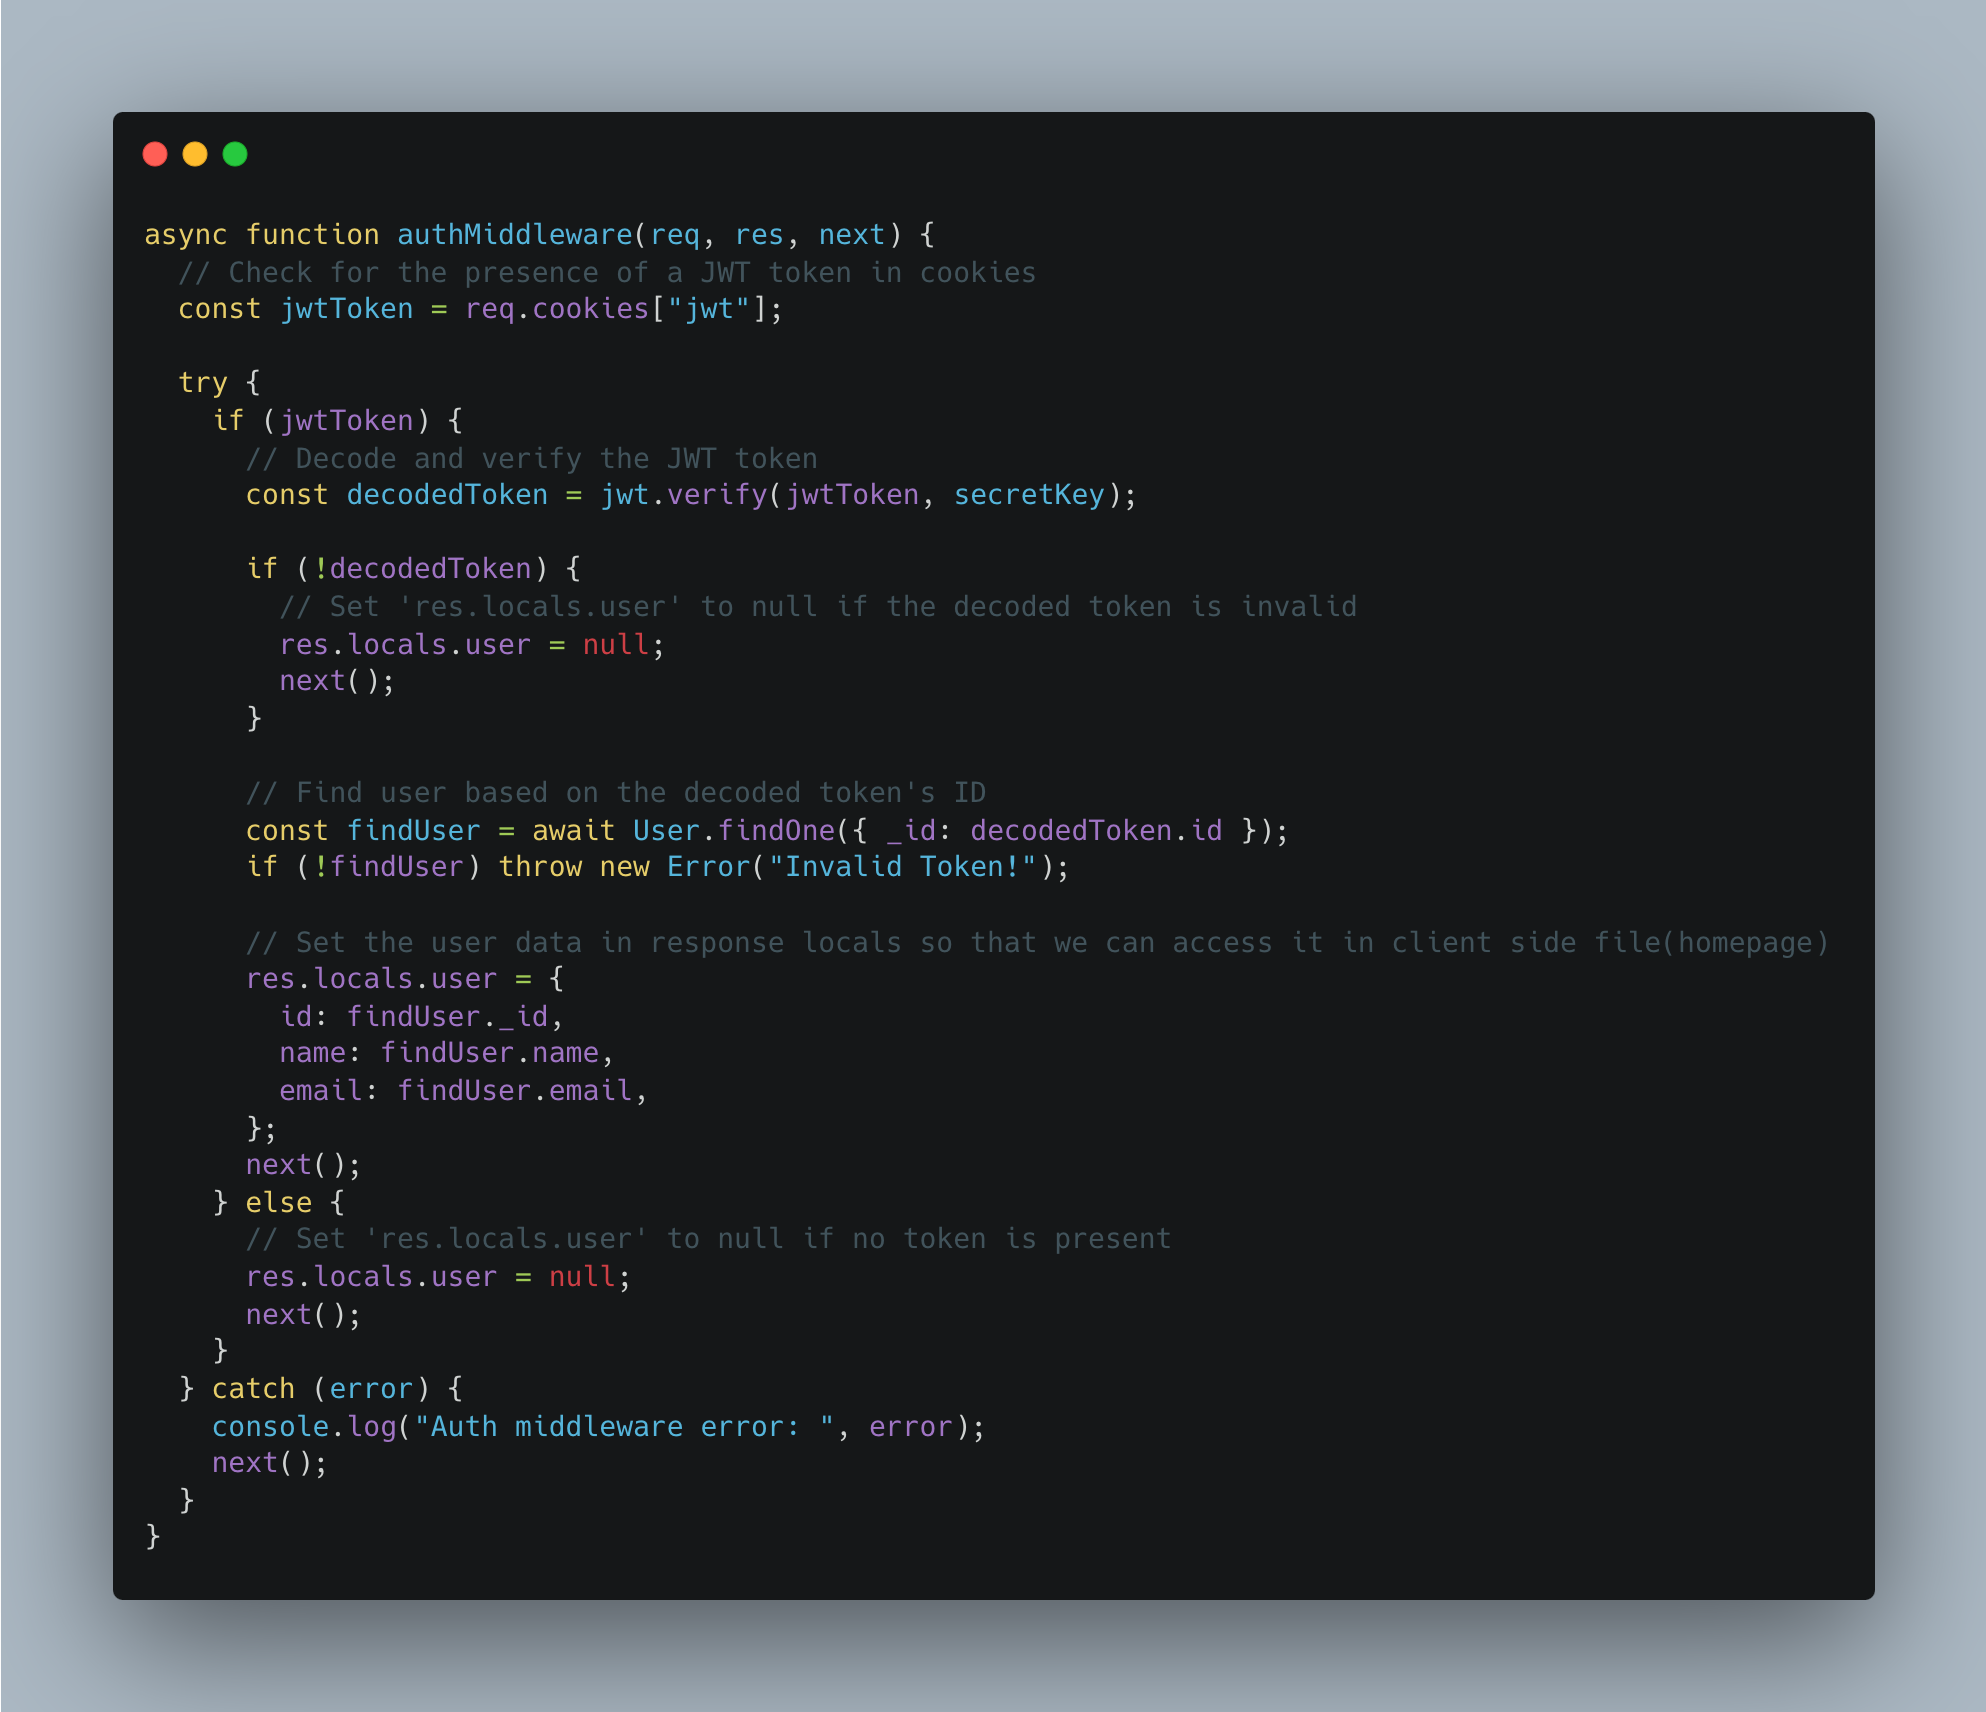 async function authMiddleware(req, res, next) {
  // Check for the presence of a JWT token in cookies
  const jwtToken = req.cookies["jwt"];

  try {
    if (jwtToken) {
      // Decode and verify the JWT token
      const decodedToken = jwt.verify(jwtToken, secretKey);

      if (!decodedToken) {
        // Set 'res.locals.user' to null if the decoded token is invalid
        res.locals.user = null;
        next();
      }

      // Find user based on the decoded token's ID
      const findUser = await User.findOne({ _id: decodedToken.id });
      if (!findUser) throw new Error("Invalid Token!");

      // Set the user data in response locals so that we can access it in client side file(homepage)
      res.locals.user = {
        id: findUser._id,
        name: findUser.name,
        email: findUser.email,
      };
      next();
    } else {
      // Set 'res.locals.user' to null if no token is present
      res.locals.user = null;
      next();
    }
  } catch (error) {
    console.log("Auth middleware error: ", error);
    next();
  }
}